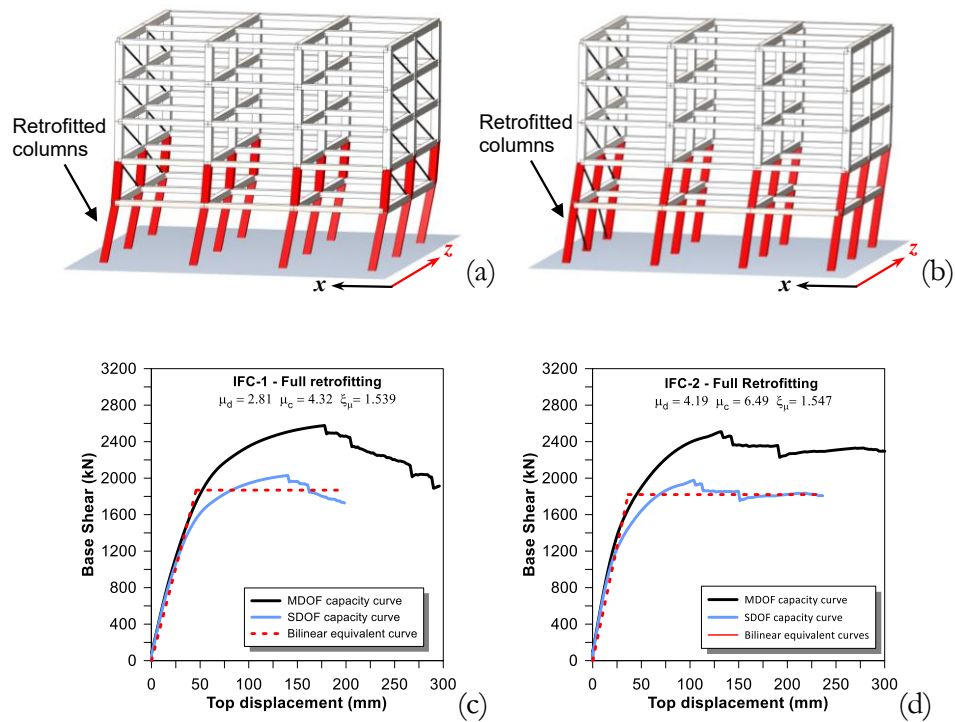 Retrofitted
columns
x
z
(a)
Retrofitted
columns
x
z
(b)
IFC-1 - Full retrofitting
μd = 2.81 μc = 4.32 ξμ= 1.539
Base Shear (kN)
3200
2800
2400
2000
1600
1200
800
400
0
MDOF capacity curve
SDOF capacity curve
Bilinear equivalent curve
0 50 100 150 200 250 300
Top displacement (mm)
(c)
IFC-2 - Full Retrofitting
μd = 4.19 μc = 6.49 ξμ= 1.547
Base Shear (kN)
3200
2800
2400
2000
1600
1200
800
400
0
MDOF capacity curve
SDOF capacity curve
Bilinear equivalent curves
0 50 100 150 200 250 300
Top displacement (mm)
(d)